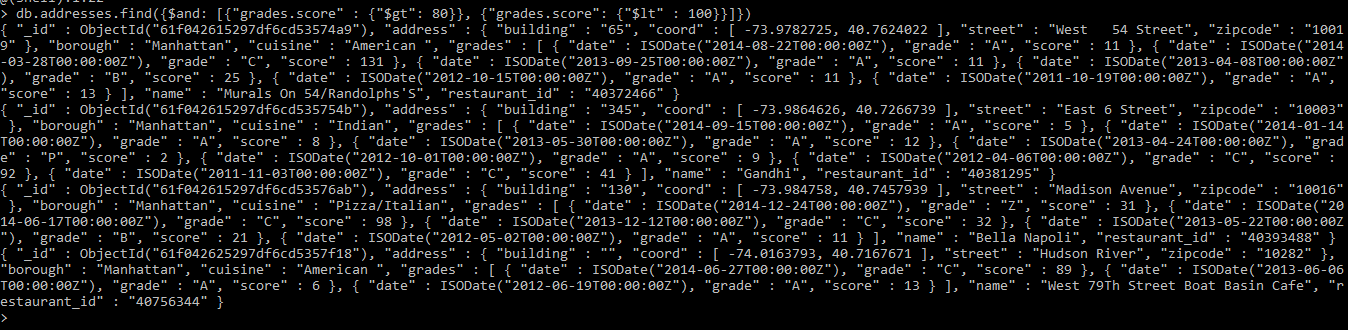 > db.addresses.find({$and: [{"grades.score" : {"$gt": 80}}, {"grades.score": {"$lt" : 100}}]})
{ "_id" : ObjectId("61f042615297df6cd53574a9"), "address" : { "building" : "65", "coord" : [ -73.9782725, 40.7624022 ], "street" : "West   54 Street", "zipcode" : "1001
9" }, "borough" : "Manhattan", "cuisine" : "American ", "grades" : [ { "date" : ISODate("2014-08-22T00:00:00Z"), "grade" : "A", "score" : 11 }, { "date" : ISODate("2014
-03-28T00:00:00Z"), "grade" : "C", "score" : 131 }, { "date" : ISODate("2013-09-25T00:00:00Z"), "grade" : "A", "score" : 11 }, { "date" : ISODate("2013-04-08T00:00:00Z"
), "grade" : "B", "score" : 25 }, { "date" : ISODate("2012-10-15T00:00:00Z"), "grade" : "A", "score" : 11 }, { "date" : ISODate("2011-10-19T00:00:00Z"), "grade" : "A",
"score" : 13 } ], "name" : "Murals On 54/Randolphs'S", "restaurant_id" : "40372466" }
{ "_id" : ObjectId("61f042615297df6cd535754b"), "address" : { "building" : "345", "coord" : [ -73.9864626, 40.7266739 ], "street" : "East 6 Street", "zipcode" : "10003"
 }, "borough" : "Manhattan", "cuisine" : "Indian", "grades" : [ { "date" : ISODate("2014-09-15T00:00:00Z"), "grade" : "A", "score" : 5 }, { "date" : ISODate("2014-01-14
T00:00:00Z"), "grade" : "A", "score" : 8 }, { "date" : ISODate("2013-05-30T00:00:00Z"), "grade" : "A", "score" : 12 }, { "date" : ISODate("2013-04-24T00:00:00Z"), "grad
e" : "P", "score" : 2 }, { "date" : ISODate("2012-10-01T00:00:00Z"), "grade" : "A", "score" : 9 }, { "date" : ISODate("2012-04-06T00:00:00Z"), "grade" : "C", "score" :
92 }, { "date" : ISODate("2011-11-03T00:00:00Z"), "grade" : "C", "score" : 41 } ], "name" : "Gandhi", "restaurant_id" : "40381295" }
{ "_id" : ObjectId("61f042615297df6cd53576ab"), "address" : { "building" : "130", "coord" : [ -73.984758, 40.7457939 ], "street" : "Madison Avenue", "zipcode" : "10016"
 }, "borough" : "Manhattan", "cuisine" : "Pizza/Italian", "grades" : [ { "date" : ISODate("2014-12-24T00:00:00Z"), "grade" : "Z", "score" : 31 }, { "date" : ISODate("20
14-06-17T00:00:00Z"), "grade" : "C", "score" : 98 }, { "date" : ISODate("2013-12-12T00:00:00Z"), "grade" : "C", "score" : 32 }, { "date" : ISODate("2013-05-22T00:00:00Z
"), "grade" : "B", "score" : 21 }, { "date" : ISODate("2012-05-02T00:00:00Z"), "grade" : "A", "score" : 11 } ], "name" : "Bella Napoli", "restaurant_id" : "40393488" }
{ "_id" : ObjectId("61f042625297df6cd5357f18"), "address" : { "building" : "", "coord" : [ -74.0163793, 40.7167671 ], "street" : "Hudson River", "zipcode" : "10282" },
"borough" : "Manhattan", "cuisine" : "American ", "grades" : [ { "date" : ISODate("2014-06-27T00:00:00Z"), "grade" : "C", "score" : 89 }, { "date" : ISODate("2013-06-06
T00:00:00Z"), "grade" : "A", "score" : 6 }, { "date" : ISODate("2012-06-19T00:00:00Z"), "grade" : "A", "score" : 13 } ], "name" : "West 79Th Street Boat Basin Cafe", "r
estaurant_id" : "40756344" }
>